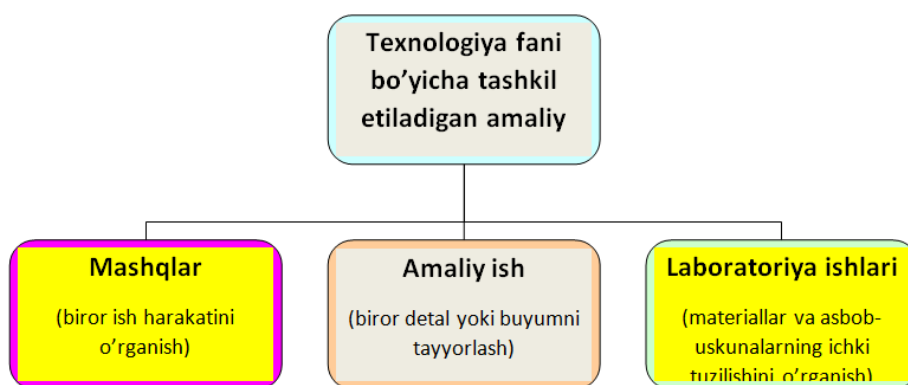 Texnologiya fani
bo’yicha tashkil
etiladigan amaliy
Mashqlar
(biror ish harakatini
o’rganish)
Amaliy ish
(biror detal yoki buyumni
tayyorlash)
Laboratoriya ishlari
(materiallar va asbob-
uskunalarning ichki
tuzilishini o’rganish)